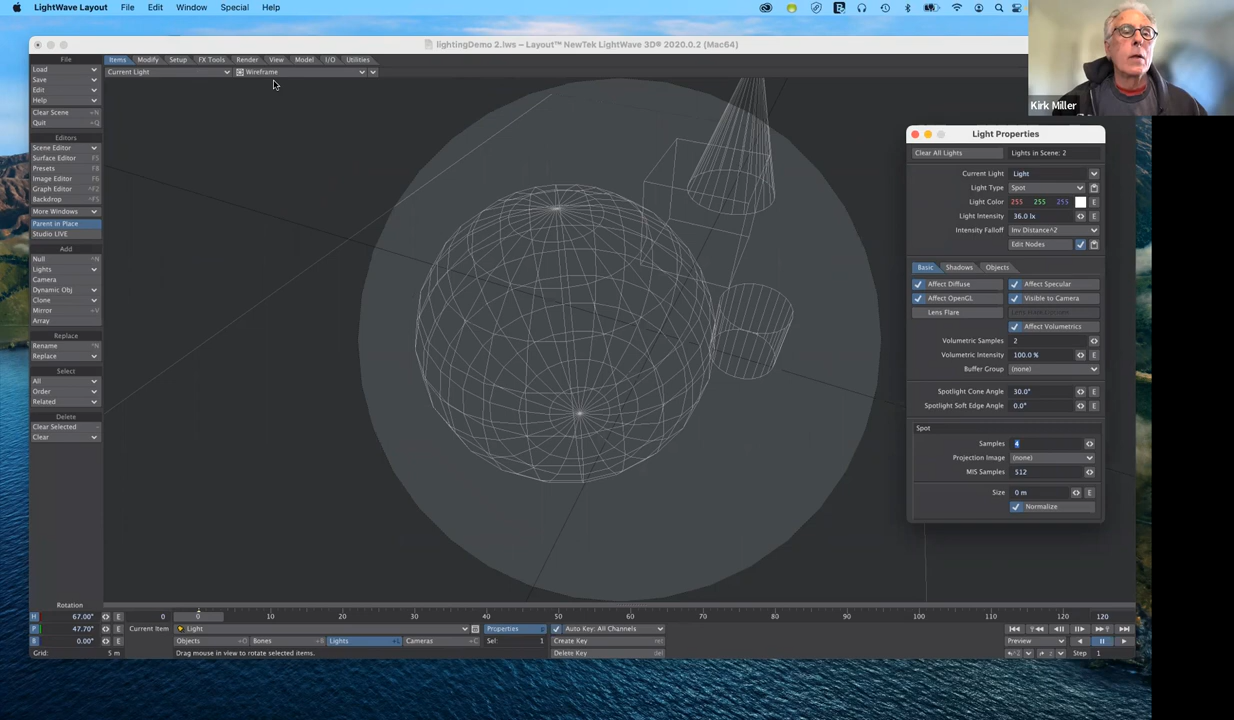 LightWave Layout File Edit Window Special Help
lightingDemo 2.lws – Layout™ NewTek LightWave 3D® 2020.0.2 (Mac64)
Kirk Miller
File
Items Modify Setup FX Tools Render View Model I/O Utilities
Load
Current Light Wireframe
Save
Edit
Help
Clear Scene
Quit
Editors
Scene Editor
Surface Editor F5
Presets F8
Image Editor F6
Graph Editor ^F2
Backdrop ^F5
More Windows
Parent in Place
Studio LIVE
Add
Null ^N
Lights
Camera
Dynamic Obj
Clone
Mirror +V
Array
Replace
Rename
Replace
Select
All
Order
Related
Delete
Clear Selected -
Clear
Light Properties
Clear All Lights Lights in Scene: 2
Current Light Light
Light Type Spot
Light Color 255 255 255 E
Light Intensity 36.0 lx E
Intensity Falloff Inv Distance^2
Edit Nodes
Basic Shadows Objects
Affect Diffuse Affect Specular
Affect OpenGL Visible to Camera
Lens Flare
Affect Volumetrics
Volumetric Samples 2
Volumetric Intensity 100.0 % E
Buffer Group (none)
Spotlight Cone Angle 30.0° E
Spotlight Soft Edge Angle 0.0° E
Spot
Samples 4
Projection Image (none)
MIS Samples 512
Size 0 m E
Normalize
Rotation
H 67.00° E 0 0 10 20 30 40 50 60 70 80 90 100 110 120 120
P 47.70° E Current Item Light Properties Auto Key: All Channels
R 0.00° E Objects +O Bones Lights +L Cameras +C Sel: 1 Create Key ret Preview
Grid: 5 m Drag mouse in view to rotate selected items. Delete Key del Step 1